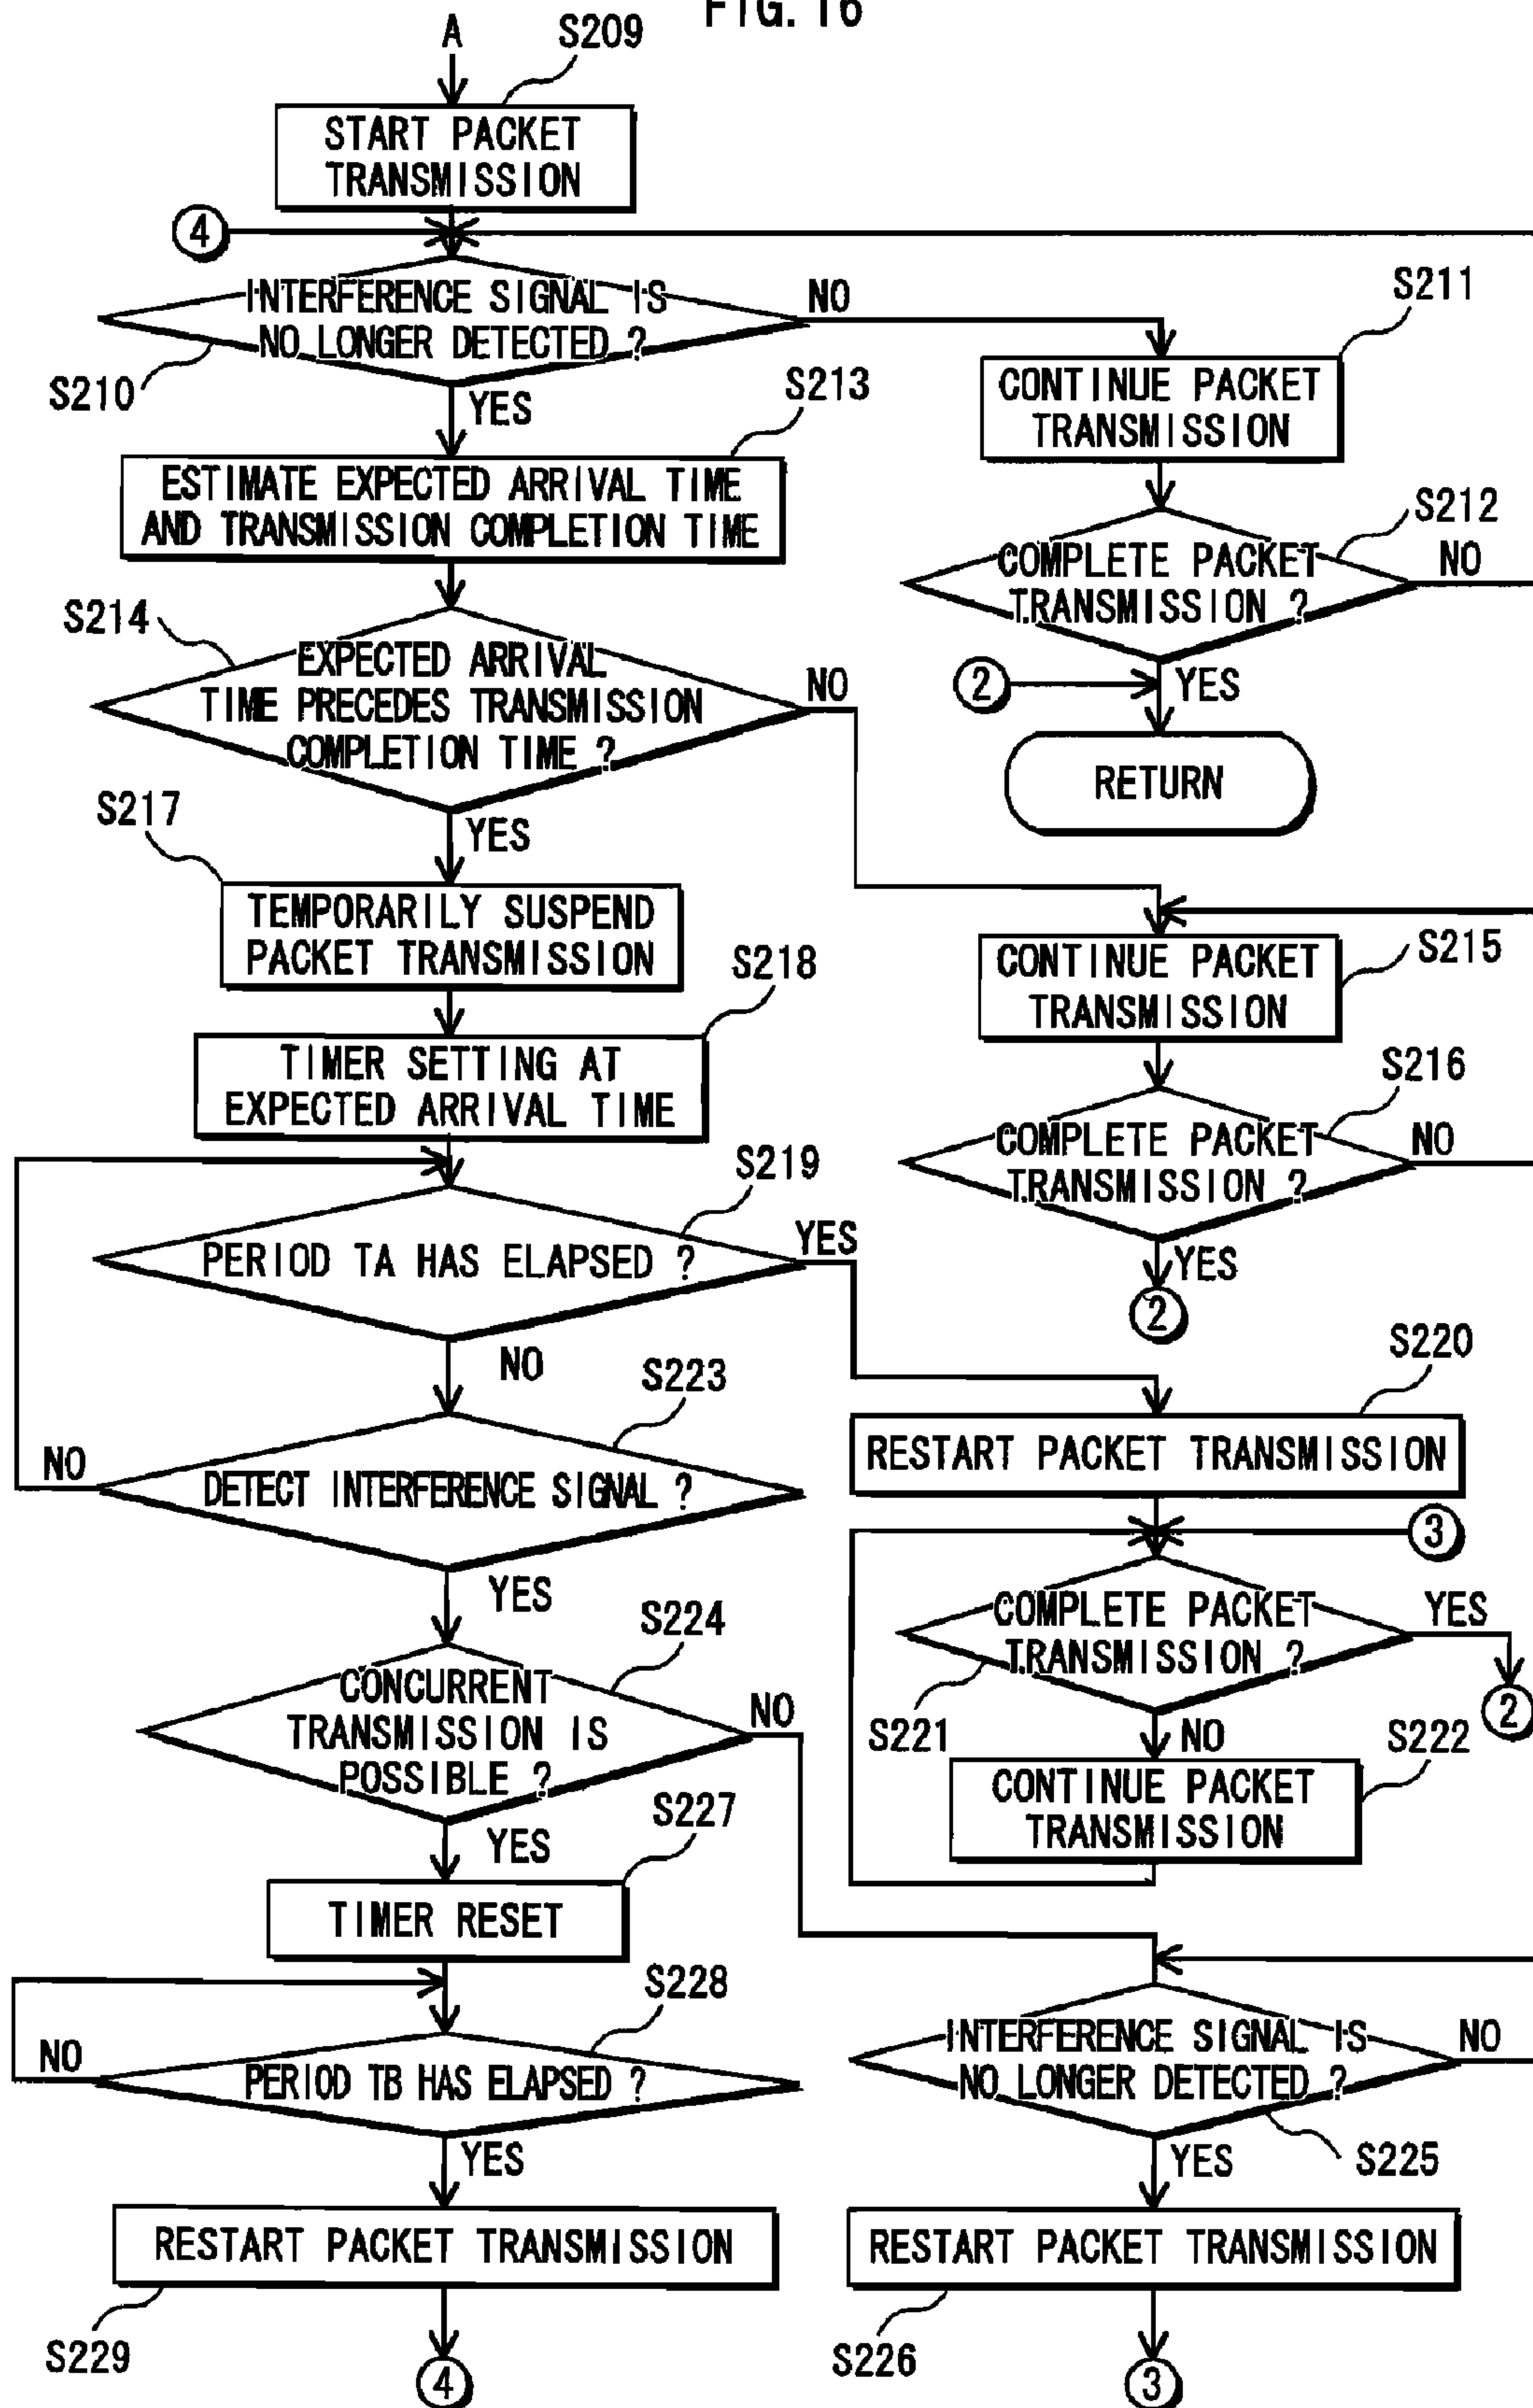 FIG. 16
A
S209
START PACKET
TRANSMISSION
4
INTERFERENCE SIGNAL IS
NO LONGER DETECTED ?
NO
S210
YES
S211
CONTINUE PACKET
TRANSMISSION
S213
ESTIMATE EXPECTED ARRIVAL TIME
AND TRANSMISSION COMPLETION TIME
S212
COMPLETE PACKET
TRANSMISSION ?
NO
S214
EXPECTED ARRIVAL
TIME PRECEDES TRANSMISSION
COMPLETION TIME ?
NO
2
YES
RETURN
S217
YES
TEMPORARILY SUSPEND
PACKET TRANSMISSION
S215
CONTINUE PACKET
TRANSMISSION
S218
TIMER SETTING AT
EXPECTED ARRIVAL TIME
S216
COMPLETE PACKET
TRANSMISSION ?
NO
YES
2
S219
PERIOD TA HAS ELAPSED ?
YES
NO
S220
RESTART PACKET TRANSMISSION
S223
NO
DETECT INTERFERENCE SIGNAL ?
YES
3
COMPLETE PACKET
TRANSMISSION ?
YES
2
S221
NO
S222
CONTINUE PACKET
TRANSMISSION
S224
CONCURRENT
TRANSMISSION IS
POSSIBLE ?
NO
YES
S227
TIMER RESET
S228
NO
PERIOD TB HAS ELAPSED ?
YES
INTERFERENCE SIGNAL IS
NO LONGER DETECTED ?
NO
S225
YES
RESTART PACKET TRANSMISSION
S229
4
RESTART PACKET TRANSMISSION
S226
3